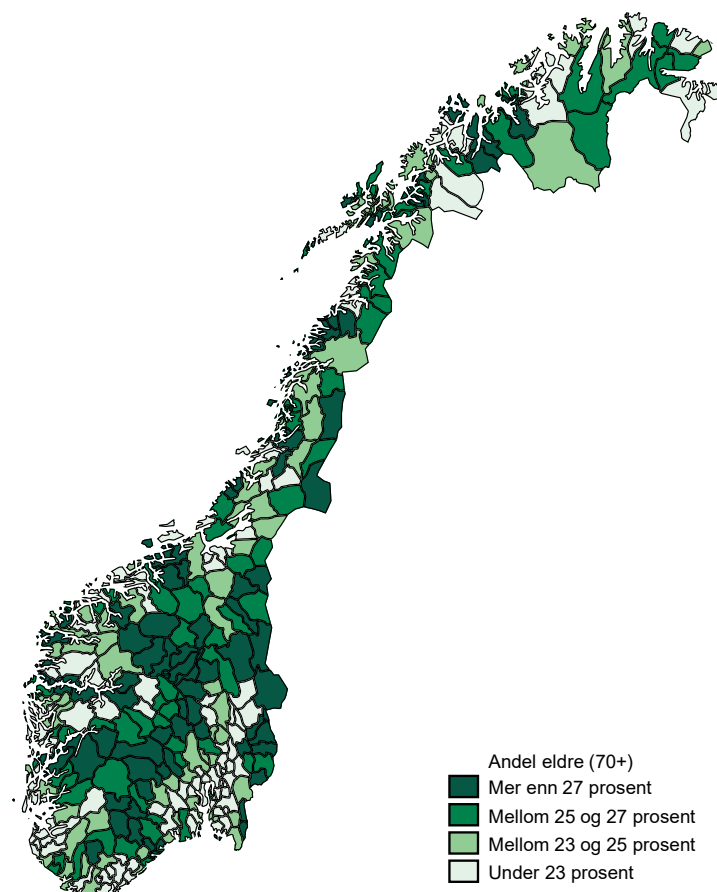 Andel eldre (70+)
Mer enn 27 prosent
Mellom 25 og 27 prosent
Mellom 23 og 25 prosent
Under 23 prosent